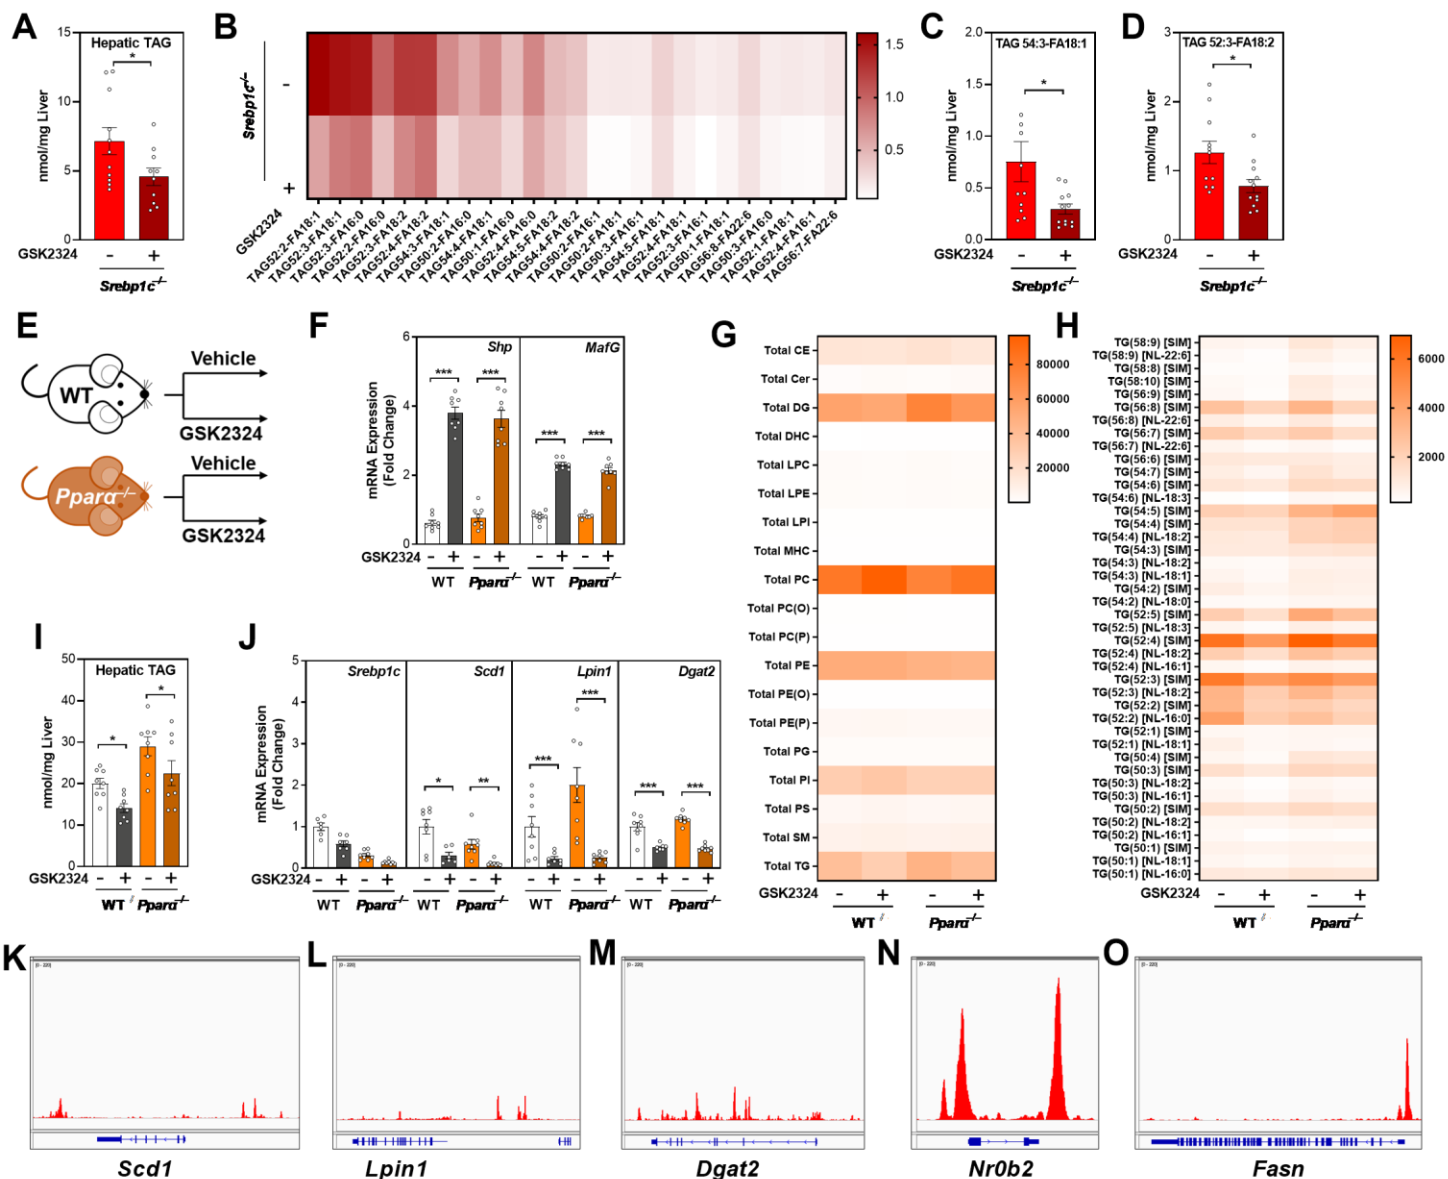 A
Hepatic TAG
*
15
10
5
0
nmol/mg Liver
GSK2324
- +
Srebp1c-/-
B
Srebp1c-/-
-
+
GSK2324
1.5
1.0
0.5
TAG52:2-FA18:1
TAG52:3-FA18:1
TAG52:3-FA16:0
TAG52:2-FA16:0
TAG52:3-FA18:2
TAG52:4-FA18:2
TAG54:3-FA18:1
TAG50:2-FA16:0
TAG54:4-FA18:1
TAG50:1-FA16:0
TAG52:4-FA16:0
TAG54:5-FA18:2
TAG54:4-FA18:2
TAG50:2-FA16:1
TAG50:2-FA18:1
TAG50:3-FA16:1
TAG54:5-FA18:1
TAG52:4-FA18:1
TAG52:3-FA16:1
TAG50:1-FA18:1
TAG56:8-FA22:6
TAG50:3-FA16:0
TAG52:1-FA18:1
TAG52:4-FA16:1
TAG56:7-FA22:6
C
TAG 54:3-FA18:1
*
2.0
1.5
1.0
0.5
0.0
nmol/mg Liver
GSK2324
- +
Srebp1c-/-
D
TAG 52:3-FA18:2
*
3
2
1
0
nmol/mg Liver
GSK2324
- +
Srebp1c-/-
E
WT
Vehicle
GSK2324
Pparα-/-
Vehicle
GSK2324
F
Shp
MafG
*** *** *** ***
6
4
2
0
mRNA Expression
(Fold Change)
GSK2324
- + - + - + - +
WT Pparα-/- WT Pparα-/-
G
Total CE
Total Cer
Total DG
Total DHC
Total LPC
Total LPE
Total LPI
Total MHC
Total PC
Total PC(O)
Total PC(P)
Total PE
Total PE(O)
Total PE(P)
Total PG
Total PI
Total PS
Total SM
Total TG
80000
60000
40000
20000
GSK2324
- + - +
WT Pparα-/-
H
TG(58:9) [SIM]
TG(58:9) [NL-22:6]
TG(58:8) [SIM]
TG(58:10) [SIM]
TG(56:9) [SIM]
TG(56:8) [SIM]
TG(56:8) [NL-22:6]
TG(56:7) [SIM]
TG(56:7) [NL-22:6]
TG(56:6) [SIM]
TG(54:7) [SIM]
TG(54:6) [SIM]
TG(54:6) [NL-18:3]
TG(54:5) [SIM]
TG(54:4) [SIM]
TG(54:4) [NL-18:2]
TG(54:3) [SIM]
TG(54:3) [NL-18:2]
TG(54:3) [NL-18:1]
TG(54:2) [SIM]
TG(54:2) [NL-18:0]
TG(52:5) [SIM]
TG(52:5) [NL-18:3]
TG(52:4) [SIM]
TG(52:4) [NL-18:2]
TG(52:4) [NL-16:1]
TG(52:3) [SIM]
TG(52:3) [NL-18:2]
TG(52:2) [SIM]
TG(52:2) [NL-16:0]
TG(52:1) [SIM]
TG(52:1) [NL-18:1]
TG(50:4) [SIM]
TG(50:3) [SIM]
TG(50:3) [NL-18:2]
TG(50:3) [NL-16:1]
TG(50:2) [SIM]
TG(50:2) [NL-18:2]
TG(50:2) [NL-16:1]
TG(50:1) [SIM]
TG(50:1) [NL-18:1]
TG(50:1) [NL-16:0]
6000
4000
2000
GSK2324
- + - +
WT Pparα-/-
I
Hepatic TAG
* *
50
40
30
20
10
0
nmol/mg Liver
GSK2324
- + - +
WT Pparα-/-
J
Srebp1c
Scd1
Lpin1
Dgat2
* ** *** *** *** ***
5
4
3
2
1
0
mRNA Expression
(Fold Change)
GSK2324
- + - + - + - + - + - + - + - +
WT Pparα-/- WT Pparα-/- WT Pparα-/- WT Pparα-/-
K
[0 - 220]
Scd1
L
[0 - 220]
Lpin1
M
[0 - 220]
Dgat2
N
[0 - 220]
Nr0b2
O
[0 - 220]
Fasn